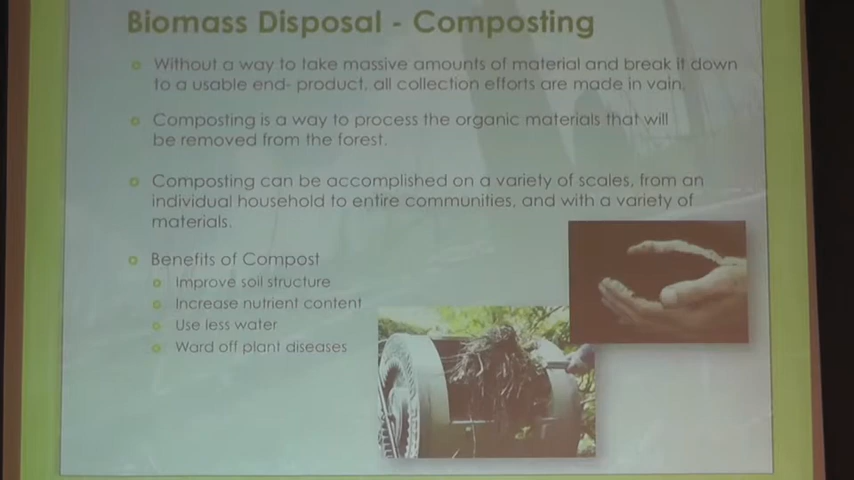 Biomass Disposal - Composting
Without a way to take massive amounts of material and break it down
to a usable end- product, all collection efforts are made in vain.
Composting is a way to process the organic materials that will
be removed from the forest.
Composting can be accomplished on a variety of scales, from an
individual household to entire communities, and with a variety of
materials.
Benefits of Compost
Improve soil structure
Increase nutrient content
Use less water
Ward off plant diseases